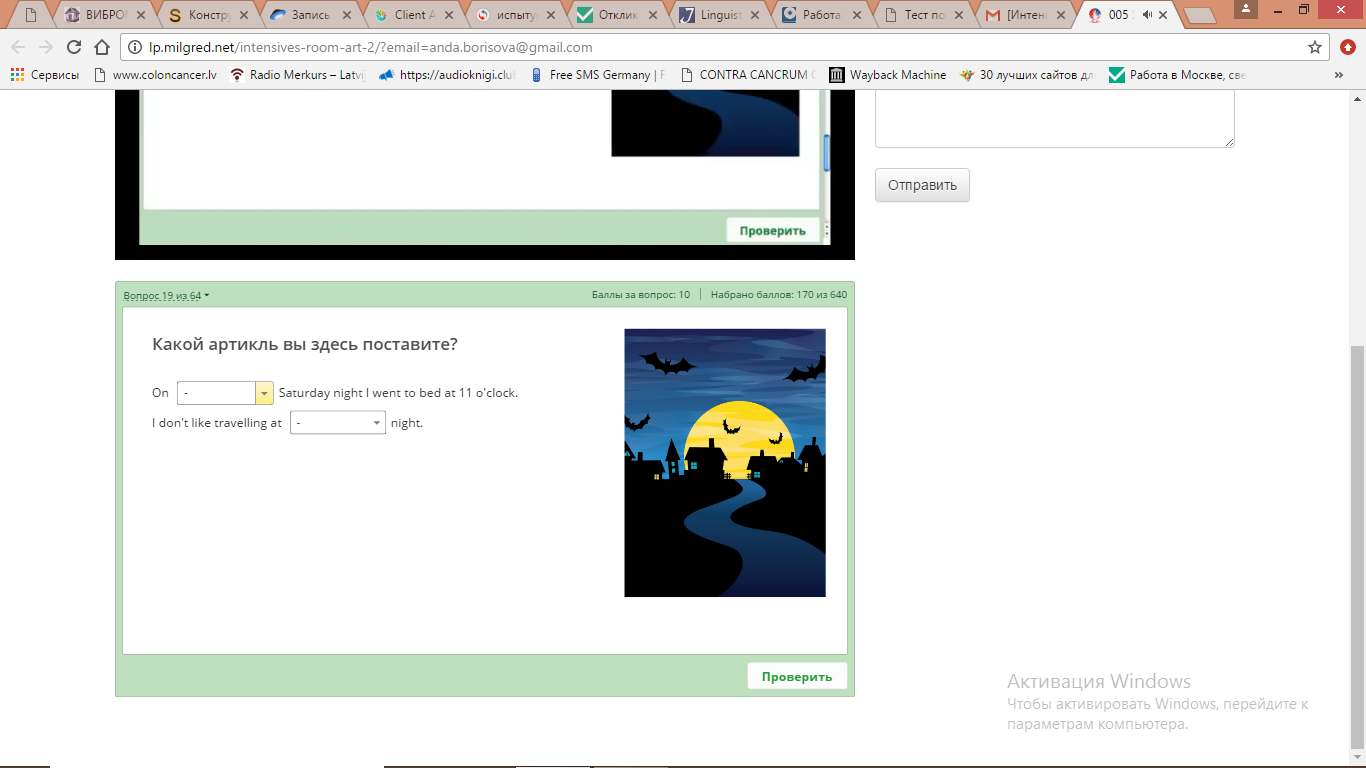 ВИБРО
Констру
Запись
Client A
испыту
Отклик
Linguist
Работа
Тест по
[Интен
005
lp.milgred.net/intensives-room-art-2/?email=anda.borisova@gmail.com
Сервисы
www.coloncancer.lv
Radio Merkurs – Latvij
https://audioknigi.clu
Free SMS Germany | F
CONTRA CANCRUM
Wayback Machine
30 лучших сайтов дл
Работа в Москве, све
»
Отправить
Проверить
Вопрос 19 из 64
Баллы за вопрос: 10 | Набрано баллов: 170 из 640
Какой артикль вы здесь поставите?
On - Saturday night I went to bed at 11 o'clock.
I don't like travelling at - night.
Проверить
Активация Windows
Чтобы активировать Windows, перейдите к
параметрам компьютера.